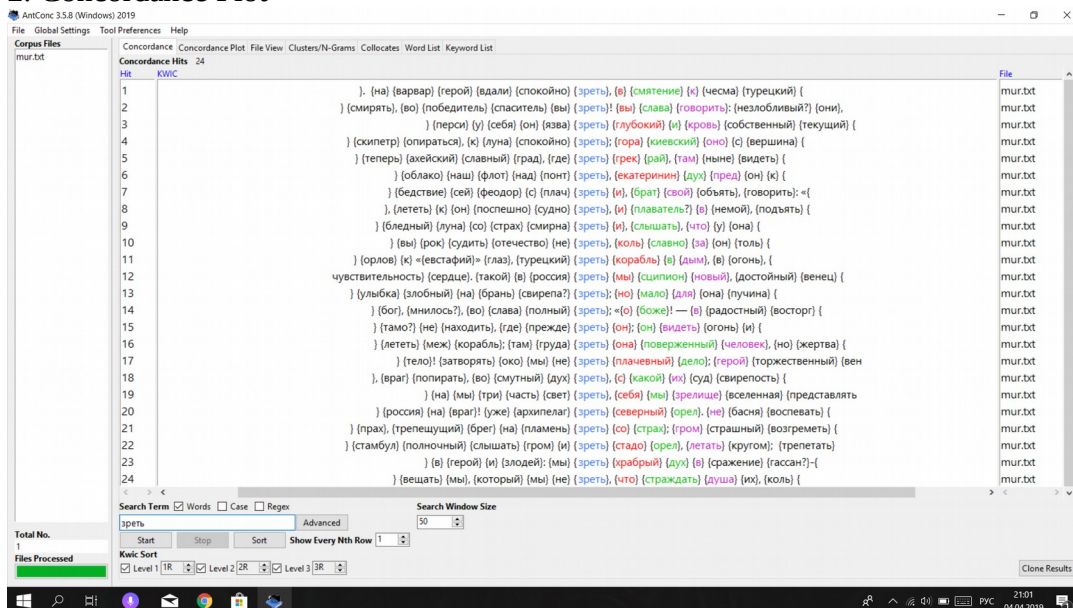 AntConc 3.5.8 (Windows) 2019
File Global Settings Tool Preferences Help
Corpus Files
mur.txt
Concordance Concordance Plot File View Clusters/N-Grams Collocates Word List Keyword List
Concordance Hits 24
Hit KWIC File
1 }. {на} {варвар} {герой} {вдали} {спокойно} {зреть}, {в} {смятение} {к} {чесма} {турецкий} { mur.txt
2 } {смирять}, {во} {победитель} {спаситель} {вы} {зреть}! {вы} {слава} {говорить}: {незлобливый?} {они}, mur.txt
3 } {перси} {у} {себя} {он} {язва} {зреть} {глубокий} {и} {кровь} {собственный} {текущий} { mur.txt
4 } {скипетр} {опираться}, {к} {луна} {спокойно} {зреть}; {гора} {киевский} {оно} {с} {вершина} { mur.txt
5 } {теперь} {ахейский} {славный} {град}, {где} {зреть} {грек} {рай}, {там} {ныне} {видеть} { mur.txt
6 } {облако} {наш} {флот} {над} {понт} {зреть}, {екатеринин} {дух} {пред} {он} {к} { mur.txt
7 } {бедствие} {сей} {феодор} {с} {плач} {зреть} {и}, {брат} {свой} {объять}, {говорить}: «{ mur.txt
8 }, {лететь} {к} {он} {поспешно} {судно} {зреть}, {и} {плаватель?} {в} {немой}, {подъять} { mur.txt
9 } {бледный} {луна} {со} {страх} {смирна} {зреть} {и}, {слышать}, {что} {у} {она} { mur.txt
10 } {вы} {рок} {судить} {отечество} {не} {зреть}, {коль} {славно} {за} {он} {толь} { mur.txt
11 } {орлов} {к} «{евстафий}» {глаз}, {турецкий} {зреть} {корабль} {в} {дым}, {в} {огонь}, { mur.txt
12 чувствительность} {сердце}. {такой} {в} {россия} {зреть} {мы} {сципион} {новый}, {достойный} {венец} { mur.txt
13 } {улыбка} {злобный} {на} {брань} {свирепа?} {зреть}; {но} {мало} {для} {она} {пучина} { mur.txt
14 } {бог}, {мнилось?}, {во} {слава} {полный} {зреть}; «{о} {боже}! — {в} {радостный} {восторг} { mur.txt
15 } {тамо?} {не} {находить}, {где} {прежде} {зреть} {он}; {он} {видеть} {огонь} {и} { mur.txt
16 } {лететь} {меж} {корабль}; {там} {груда} {зреть} {она} {поверженный} {человек}, {но} {жертва} { mur.txt
17 } {тело}! {затворять} {око} {мы} {не} {зреть} {плачевный} {дело}; {герой} {торжественный} {вен mur.txt
18 }, {враг} {попирать}, {во} {смутный} {дух} {зреть}, {с} {какой} {их} {суд} {свирепость} { mur.txt
19 } {на} {мы} {три} {часть} {свет} {зреть}, {себя} {мы} {зрелище} {вселенная} {представлять mur.txt
20 } {россия} {на} {враг}! {уже} {архипелаг} {зреть} {северный} {орел}. {не} {басня} {воспевать} { mur.txt
21 } {прах}, {трепещущий} {брег} {на} {пламень} {зреть} {со} {страх}; {гром} {страшный} {возгреметь} { mur.txt
22 } {стамбул} {полночный} {слышать} {гром} {и} {зреть} {стадо} {орел}, {летать} {кругом}; {трепетать} mur.txt
23 } {в} {герой} {и} {злодей}: {мы} {зреть} {храбрый} {дух} {в} {сражение} {гассан?}-{ mur.txt
24 } {вещать} {мы}, {который} {мы} {не} {зреть}, {что} {страждать} {душа} {их}, {коль} { mur.txt
Search Term Words Case Regex Search Window Size
зреть Advanced 50
Total No.
1
Start Stop Sort Show Every Nth Row 1
Files Processed
Kwic Sort
Level 1 1R Level 2 2R Level 3 3R Clone Results
РУС 21:01
04.04.2019